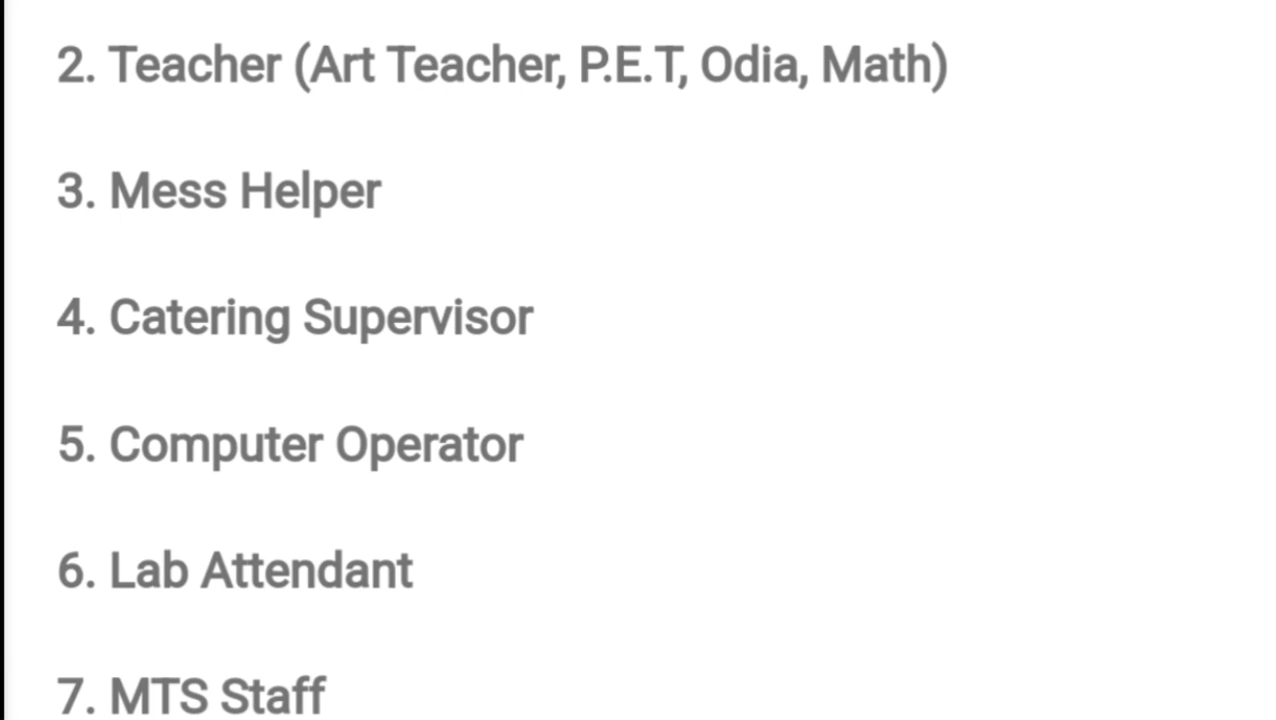 2. Teacher (Art Teacher, P.E.T, Odia, Math)
3. Mess Helper
4. Catering Supervisor
5. Computer Operator
6. Lab Attendant
7. MTS Staff